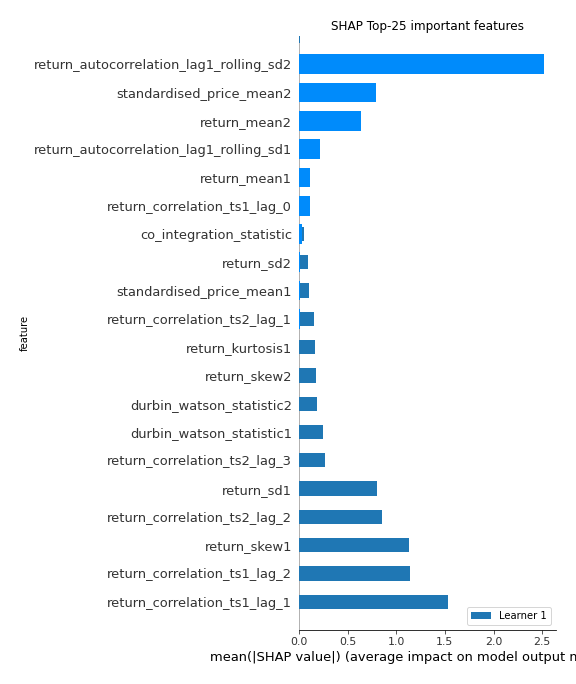 SHAP Top-25 important features
return_autocorrelation_lag1_rolling_sd2
standardised_price_mean2
return_mean2
return_autocorrelation_lag1_rolling_sd1
return_mean1
return_correlation_ts1_lag_0
co_integration_statistic
return_sd2
standardised_price_mean1
return_correlation_ts2_lag_1
return_kurtosis1
return_skew2
durbin_watson_statistic2
durbin_watson_statistic1
return_correlation_ts2_lag_3
return_sd1
return_correlation_ts2_lag_2
return_skew1
return_correlation_ts1_lag_2
return_correlation_ts1_lag_1
feature
Learner 1
0.0 0.5 1.0 1.5 2.0 2.5
mean(|SHAP value|) (average impact on model output